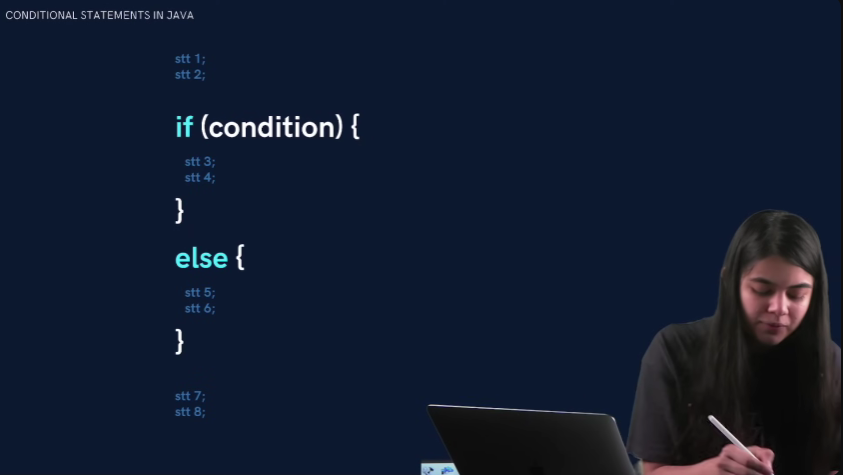 CONDITIONAL STATEMENTS IN JAVA
stt 1;
stt 2;
if (condition) {
stt 3;
stt 4;
}
else {
stt 5;
stt 6;
}
stt 7;
stt 8;